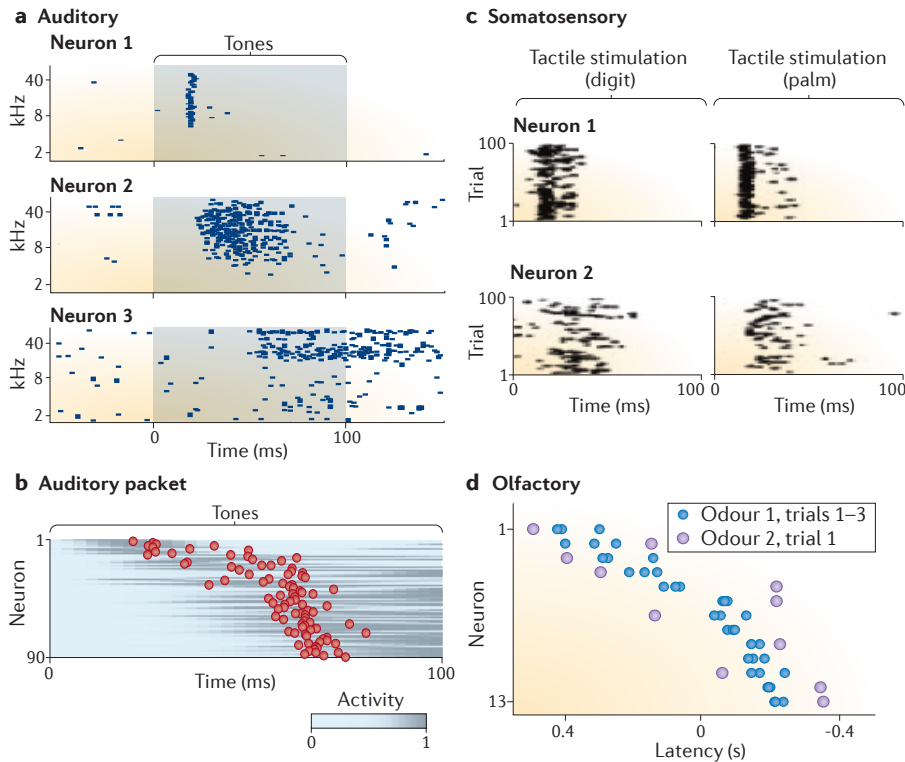 a Auditory
Neuron 1
Tones
40
8
2
kHz
Neuron 2
40
8
2
kHz
Neuron 3
40
8
2
kHz
0
100
Time (ms)
b Auditory packet
Tones
1
90
Neuron
0
100
Time (ms)
Activity
0
1
c Somatosensory
Tactile stimulation
(digit)
Tactile stimulation
(palm)
Neuron 1
100
1
Trial
Neuron 2
100
1
Trial
0
100
0
100
Time (ms)
Time (ms)
d Olfactory
Odour 1, trials 1–3
Odour 2, trial 1
1
13
Neuron
0.4
0
-0.4
Latency (s)